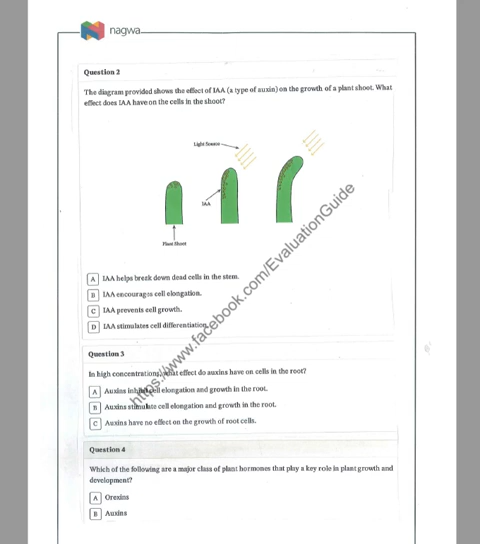 nagwa
Question 2
The diagram provided shows the effect of IAA (a type of auxin) on the growth of a plant shoot. What
effect does IAA have on the cells in the shoot?
Light Source
IAA
Plant Shoot
A IAA helps break down dead cells in the stem.
B IAA encourages cell elongation.
C IAA prevents cell growth.
D IAA stimulates cell differentiation.
https://www.facebook.com/EvaluationGuide
Question 3
In high concentrations, what effect do auxins have on cells in the root?
A Auxins inhibit cell elongation and growth in the root.
B Auxins stimulate cell elongation and growth in the root.
C Auxins have no effect on the growth of root cells.
Question 4
Which of the following are a major class of plant hormones that play a key role in plant growth and
development?
A Orexins
B Auxins